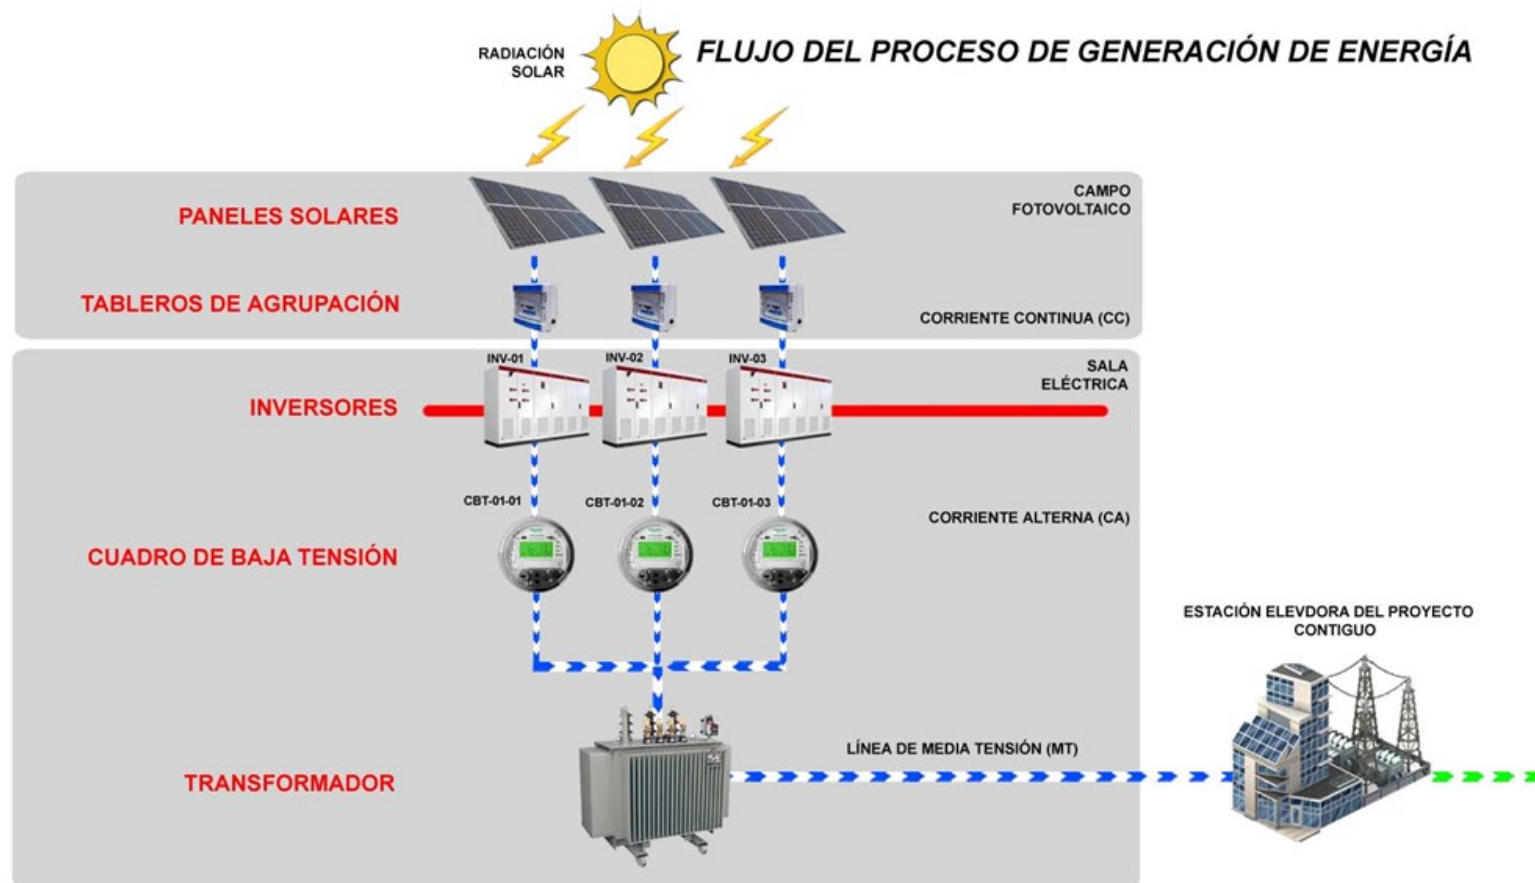 RADIACIÓN
SOLAR
FLUJO DEL PROCESO DE GENERACIÓN DE ENERGÍA
PANELES SOLARES
CAMPO
FOTOVOLTAICO
TABLEROS DE AGRUPACIÓN
CORRIENTE CONTINUA (CC)
INV-01
INV-02
INV-03
SALA
ELÉCTRICA
INVERSORES
CBT-01-01
CBT-01-02
CBT-01-03
CORRIENTE ALTERNA (CA)
CUADRO DE BAJA TENSIÓN
ESTACIÓN ELEVDORA DEL PROYECTO
CONTIGUO
LÍNEA DE MEDIA TENSIÓN (MT)
TRANSFORMADOR